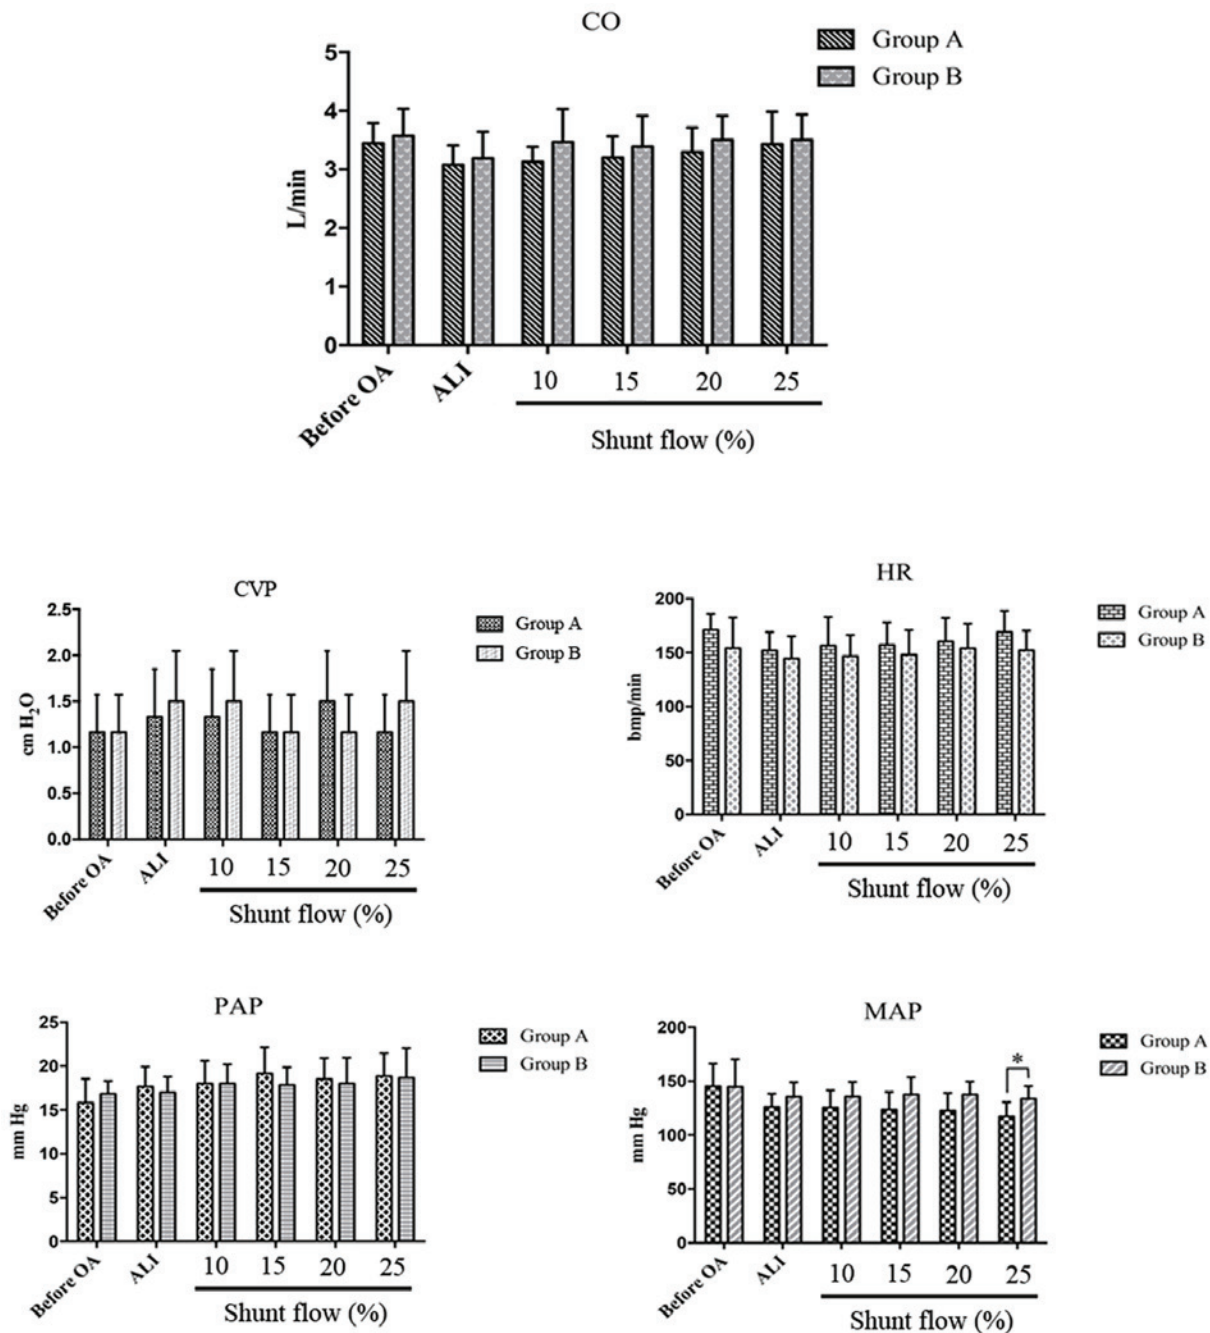 CO
Group A
Group B
5
4
3
2
1
0
L/min
Before OA
ALI
10
15
20
25
Shunt flow (%)
CVP
Group A
Group B
2.5
2.0
1.5
1.0
0.5
0.0
cm H₂O
Before OA
ALI
10
15
20
25
Shunt flow (%)
HR
Group A
Group B
200
150
100
50
0
bmp/min
Before OA
ALI
10
15
20
25
Shunt flow (%)
PAP
Group A
Group B
25
20
15
10
5
0
mm Hg
Before OA
ALI
10
15
20
25
Shunt flow (%)
MAP
Group A
Group B
200
150
100
50
0
mm Hg
*
Before OA
ALI
10
15
20
25
Shunt flow (%)